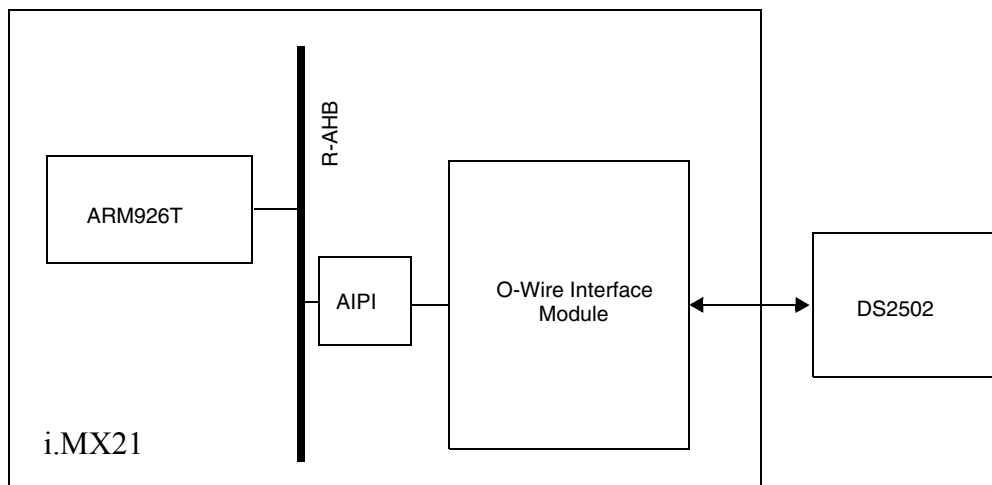 R-AHB
ARM926T
AIPI
O-Wire Interface
Module
DS2502
i.MX21